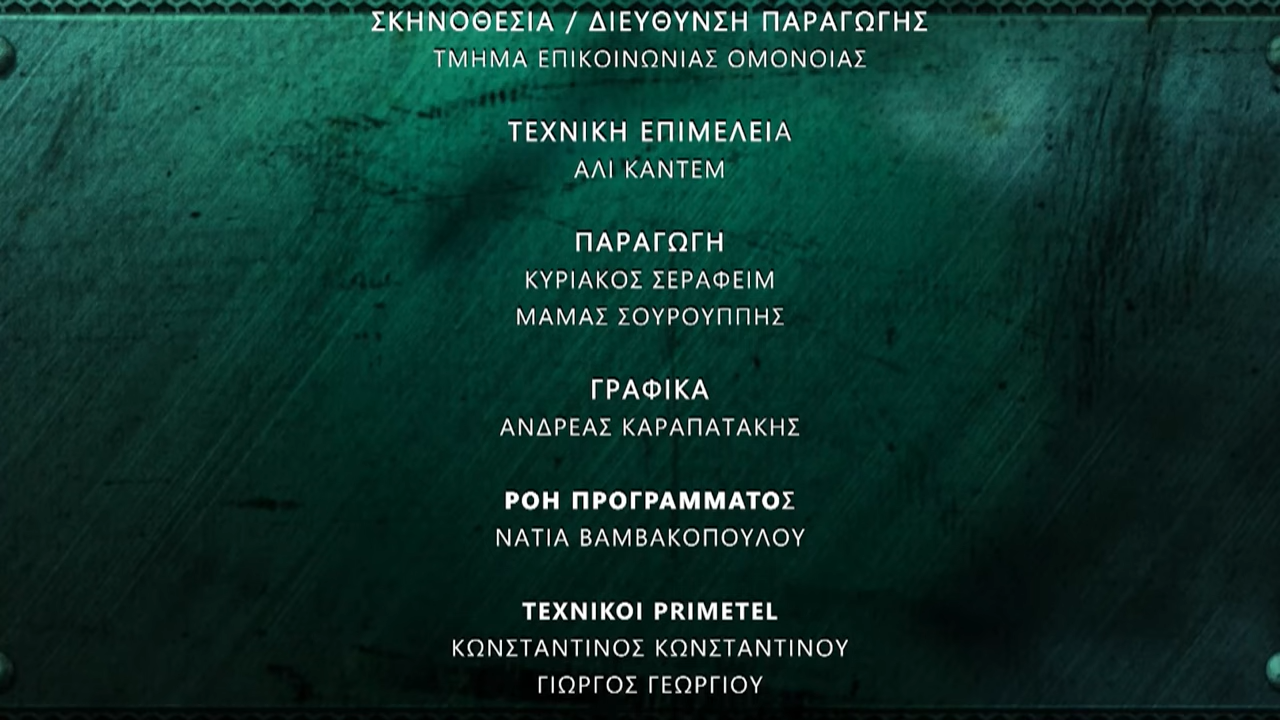 ΣΚΗΝΟΘΕΣΙΑ / ΔΙΕΥΘΥΝΣΗ ΠΑΡΑΓΩΓΗΣ
ΤΜΗΜΑ ΕΠΙΚΟΙΝΩΝΙΑΣ ΟΜΟΝΟΙΑΣ
ΤΕΧΝΙΚΗ ΕΠΙΜΕΛΕΙΑ
ΑΛΙ ΚΑΝΤΕΜ
ΠΑΡΑΓΩΓΗ
ΚΥΡΙΑΚΟΣ ΣΕΡΑΦΕΙΜ
ΜΑΜΑΣ ΣΟΥΡΟΥΠΠΗΣ
ΓΡΑΦΙΚΑ
ΑΝΔΡΕΑΣ ΚΑΡΑΠΑΤΑΚΗΣ
ΡΟΗ ΠΡΟΓΡΑΜΜΑΤΟΣ
ΝΑΤΙΑ ΒΑΜΒΑΚΟΠΟΥΛΟΥ
ΤΕΧΝΙΚΟΙ PRIMETEL
ΚΩΝΣΤΑΝΤΙΝΟΣ ΚΩΝΣΤΑΝΤΙΝΟΥ
ΓΙΩΡΓΟΣ ΓΕΩΡΓΙΟΥ